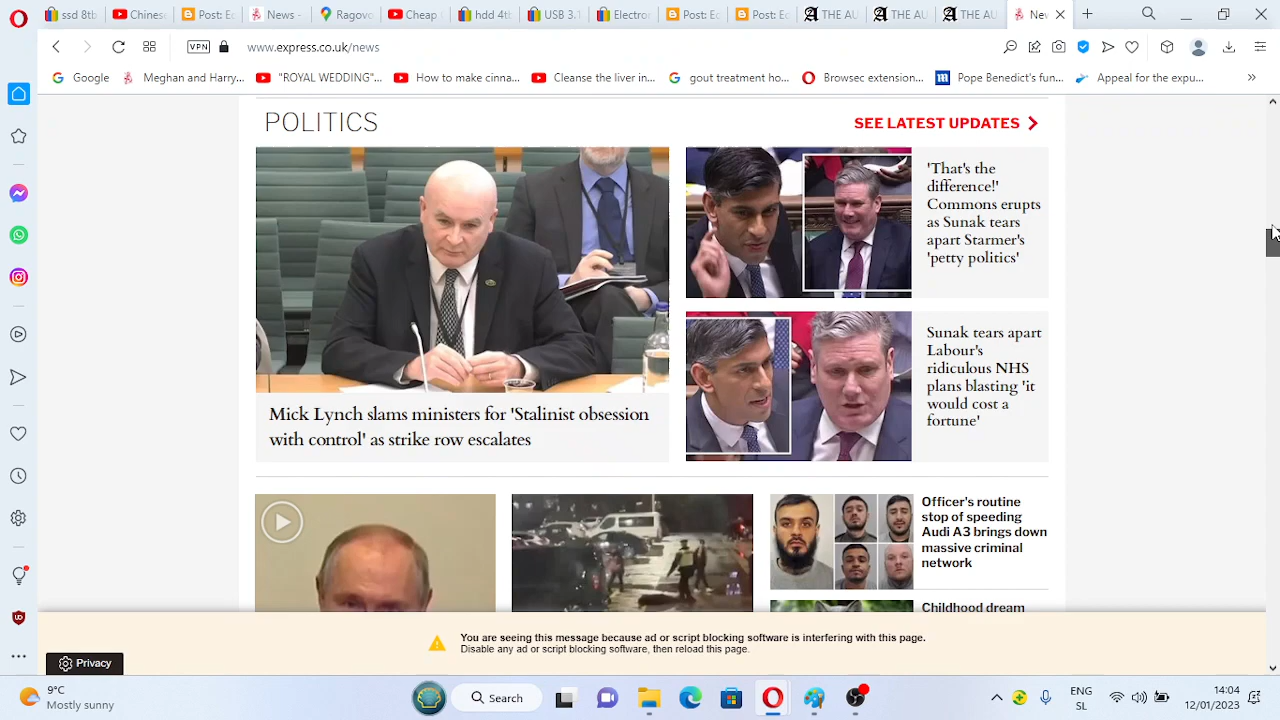 ssd 8tb
Chinese
Post: Ec
News -
Ragovo
Cheap
hdd 4tb
USB 3.1
Electror
Post: Ec
Post: Ec
THE AU
THE AU
THE AU
New
VPN
www.express.co.uk/news
Google
Meghan and Harry...
"ROYAL WEDDING"...
How to make cinna...
Cleanse the liver in...
gout treatment ho...
Browsec extension...
Pope Benedict's fun...
Appeal for the expu...
POLITICS
SEE LATEST UPDATES
'That's the
difference!'
Commons erupts
as Sunak tears
apart Starmer's
'petty politics'
Sunak tears apart
Labour's
ridiculous NHS
plans blasting 'it
would cost a
fortune'
Mick Lynch slams ministers for 'Stalinist obsession
with control' as strike row escalates
Officer's routine
stop of speeding
Audi A3 brings down
massive criminal
network
Childhood dream
You are seeing this message because ad or script blocking software is interfering with this page.
Disable any ad or script blocking software, then reload this page.
Privacy
9°C
Mostly sunny
Search
ENG
SL
14:04
12/01/2023